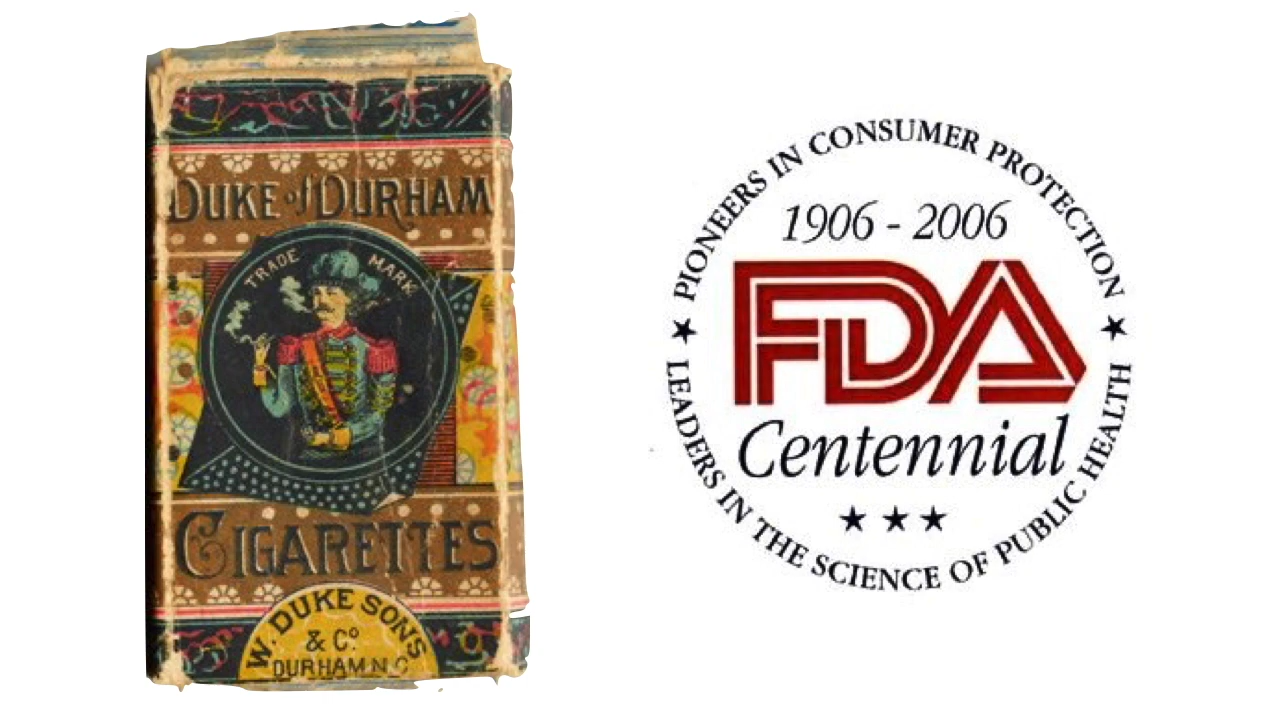 DUKE of DURHAM
TRADE MARK
CIGARETTES
W. DUKE SONS
& Co
DURHAM N.C.
PIONEERS IN CONSUMER PROTECTION
1906 - 2006
FDA
Centennial
LEADERS IN THE SCIENCE OF PUBLIC HEALTH